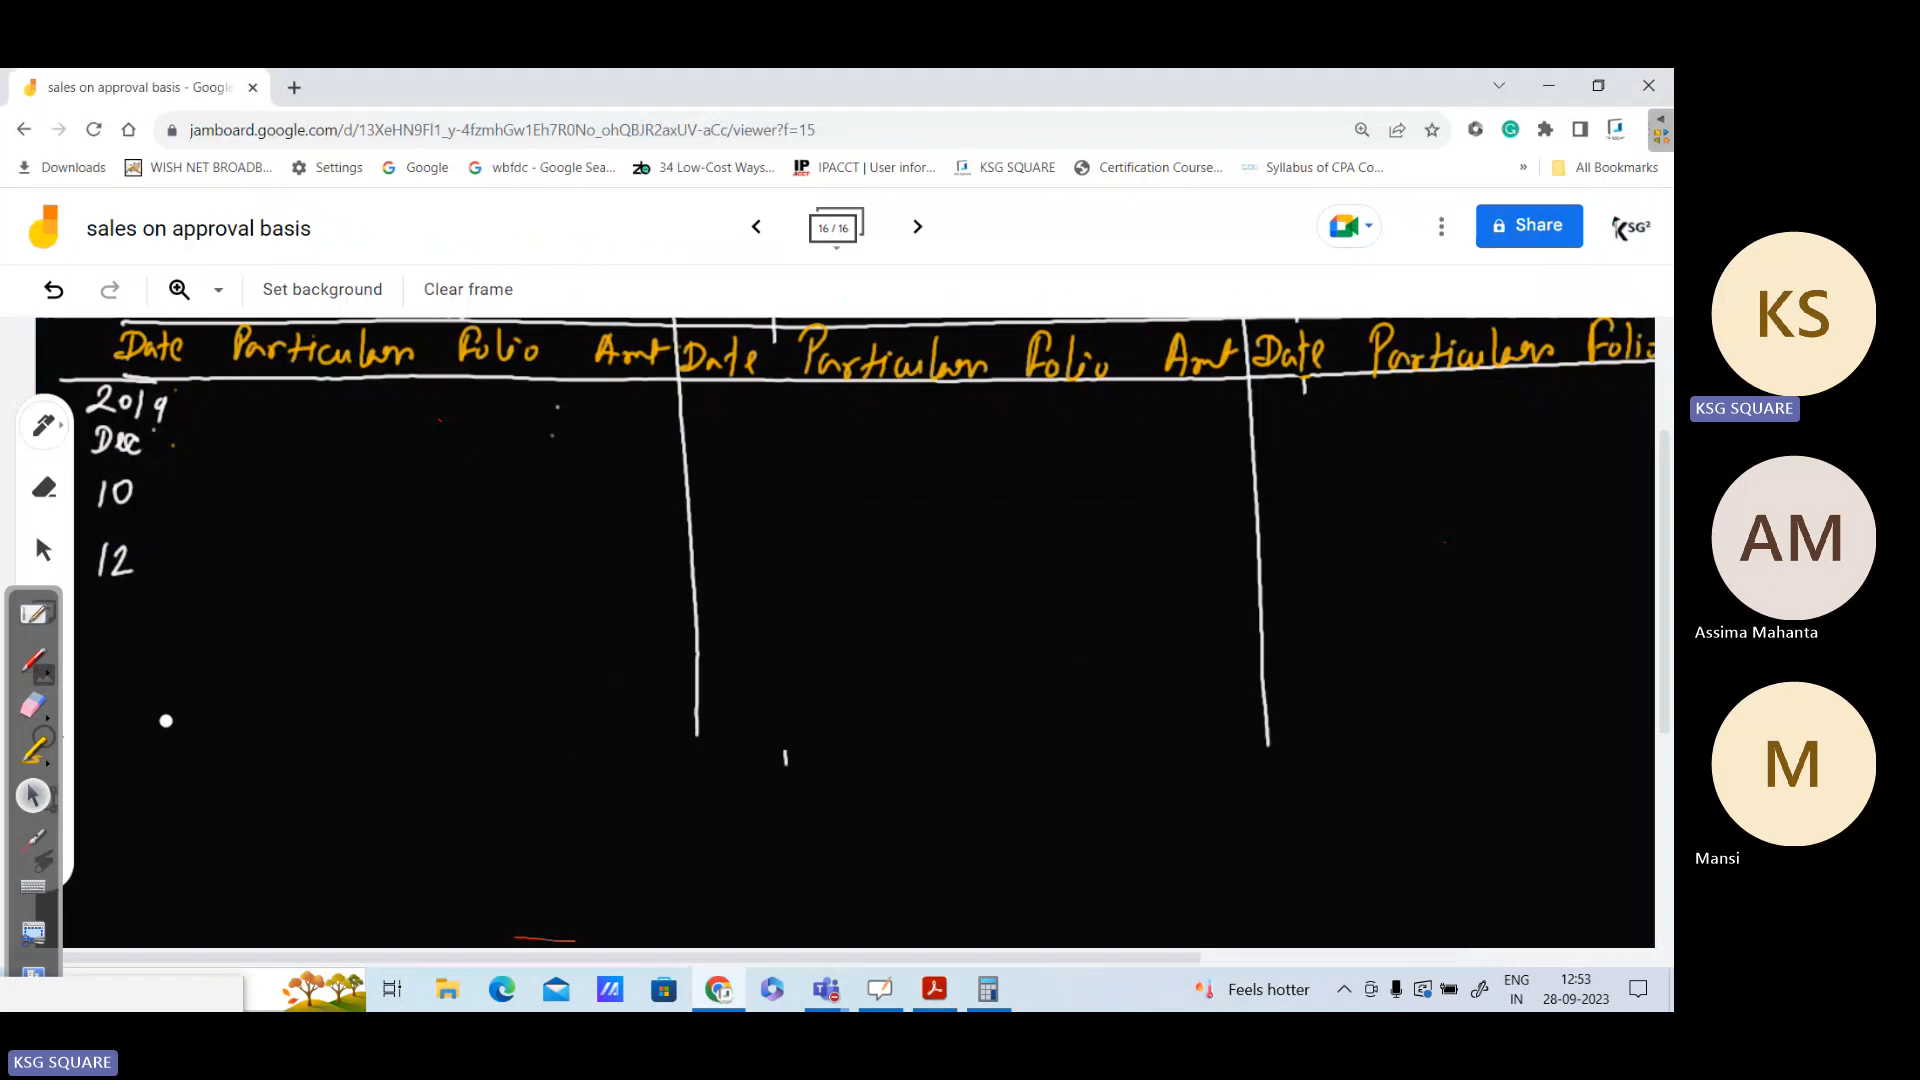 sales on approval basis - Google
jamboard.google.com/d/13XeHN9Fl1_y-4fzmhGw1Eh7R0No_ohQBJR2axUV-aCc/viewer?f=15
Downloads WISH NET BROADB... Settings Google wbfdc - Google Sea... 34 Low-Cost Ways... IPACCT | User infor... KSG SQUARE Certification Course... Syllabus of CPA Co... » All Bookmarks
sales on approval basis
16 / 16
Share
KSG²
Set background Clear frame
Date Particulars Folio Amt Date Particulars Folio Amt Date Particulars Folio
2019
Dec
10
12
KS
KSG SQUARE
AM
Assima Mahanta
M
Mansi
Feels hotter
ENG
IN
12:53
28-09-2023
KSG SQUARE